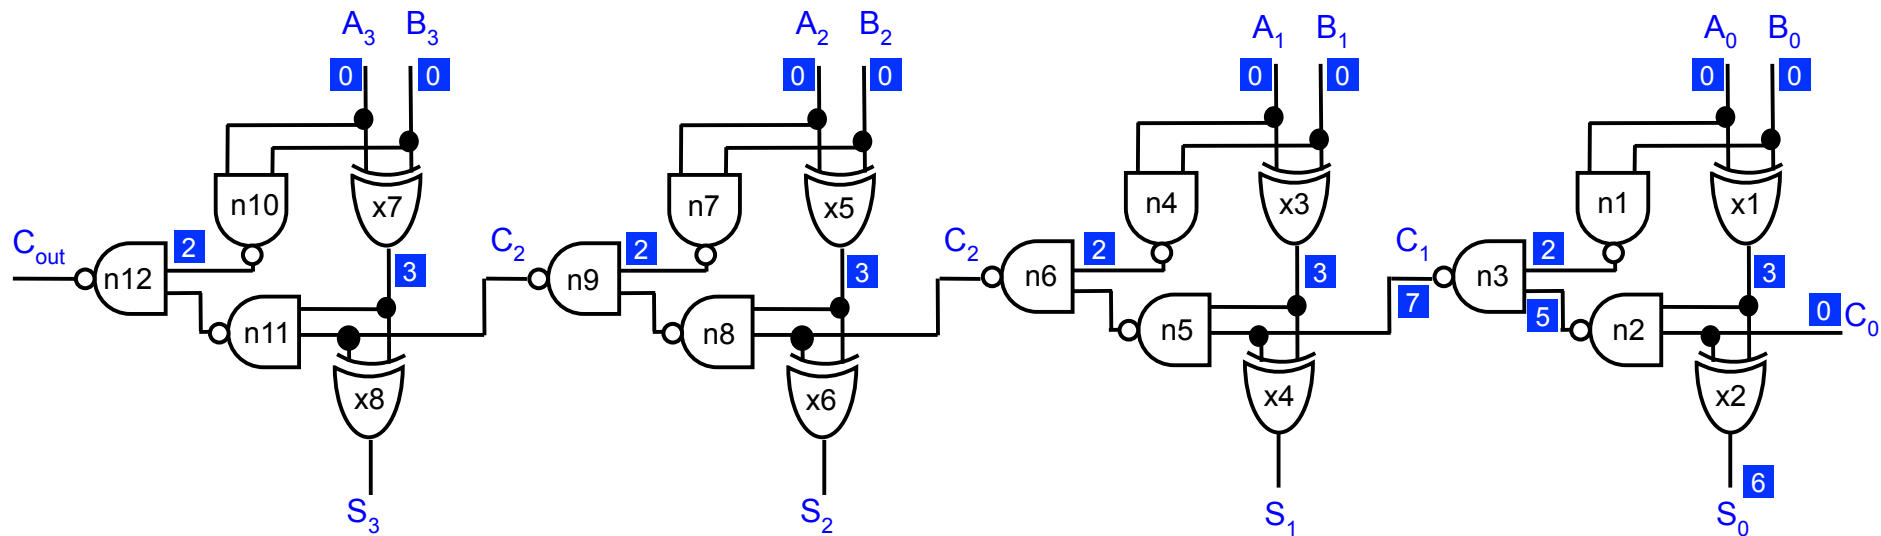 A3 B3 A2 B2 A1 B1 A0 B0
0 0 0 0 0 0 0 0
n10 x7 n7 x5 n4 x3 n1 x1
Cout 2 C2 2 C2 2 C1 2
n12 3 n9 3 n6 3 n3 3
7 5 0 C0
n11 n8 n5 n2
x8 x6 x4 x2
6
S3 S2 S1 S0